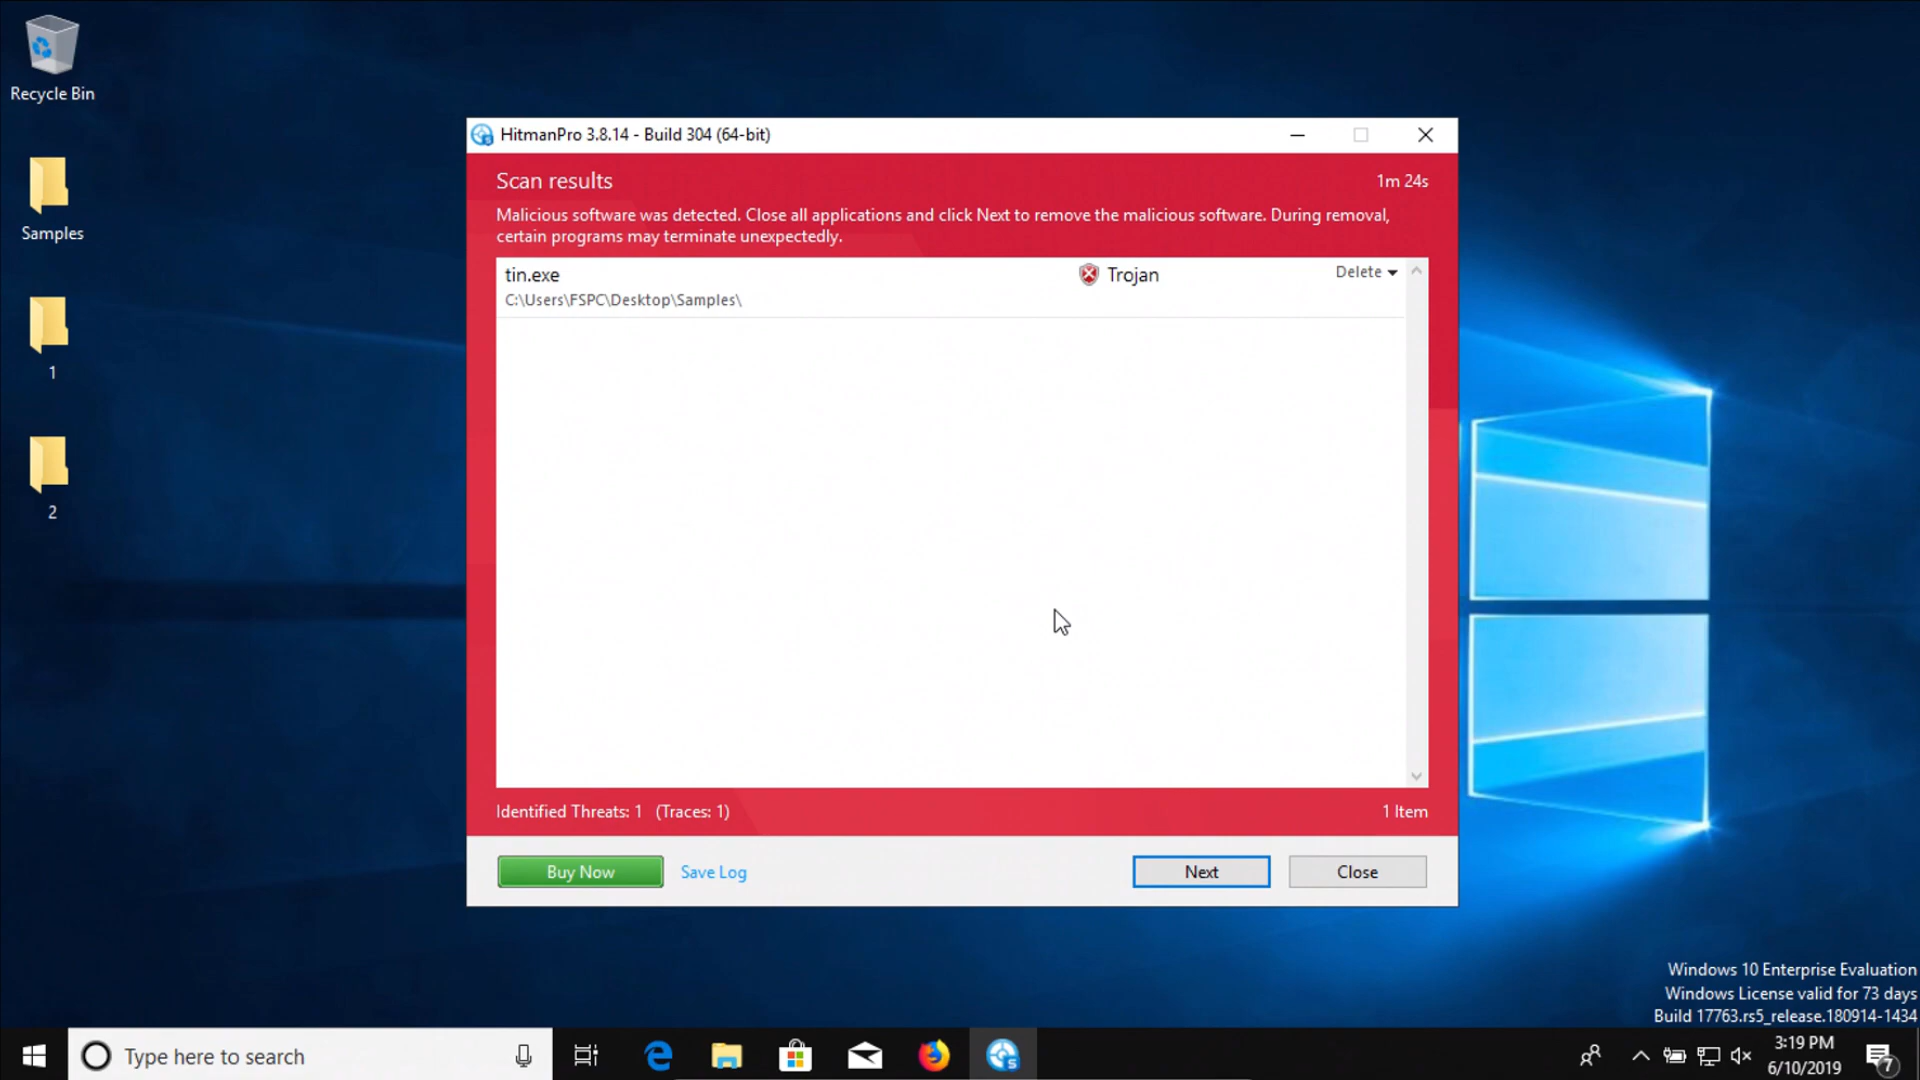 Recycle Bin
Samples
1
2
HitmanPro 3.8.14 - Build 304 (64-bit)
Scan results
1m 24s
Malicious software was detected. Close all applications and click Next to remove the malicious software. During removal,
certain programs may terminate unexpectedly.
tin.exe
Trojan
Delete
C:\Users\FSPC\Desktop\Samples\
Identified Threats: 1 (Traces: 1)
1 Item
Buy Now
Save Log
Next
Close
Windows 10 Enterprise Evaluation
Windows License valid for 73 days
Build 17763.rs5_release.180914-1434
Type here to search
3:19 PM
6/10/2019
7